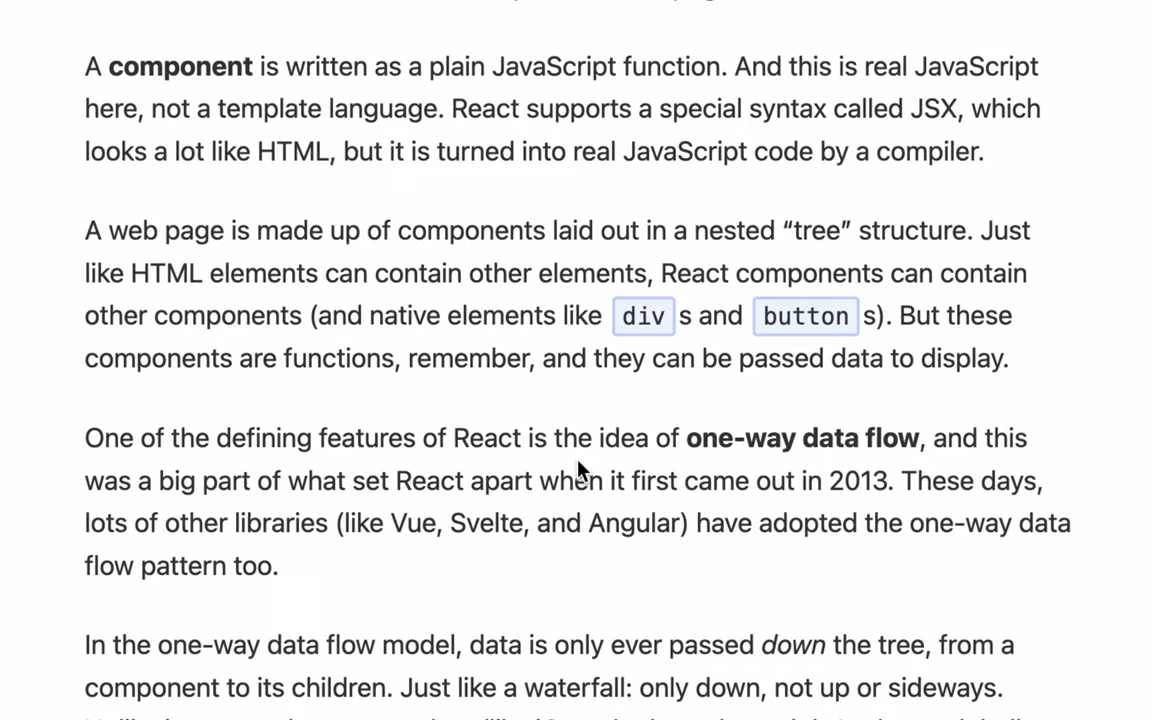 A component is written as a plain JavaScript function. And this is real JavaScript
here, not a template language. React supports a special syntax called JSX, which
looks a lot like HTML, but it is turned into real JavaScript code by a compiler.
A web page is made up of components laid out in a nested “tree” structure. Just
like HTML elements can contain other elements, React components can contain
other components (and native elements like div s and button s). But these
components are functions, remember, and they can be passed data to display.
One of the defining features of React is the idea of one-way data flow, and this
was a big part of what set React apart when it first came out in 2013. These days,
lots of other libraries (like Vue, Svelte, and Angular) have adopted the one-way data
flow pattern too.
In the one-way data flow model, data is only ever passed down the tree, from a
component to its children. Just like a waterfall: only down, not up or sideways.